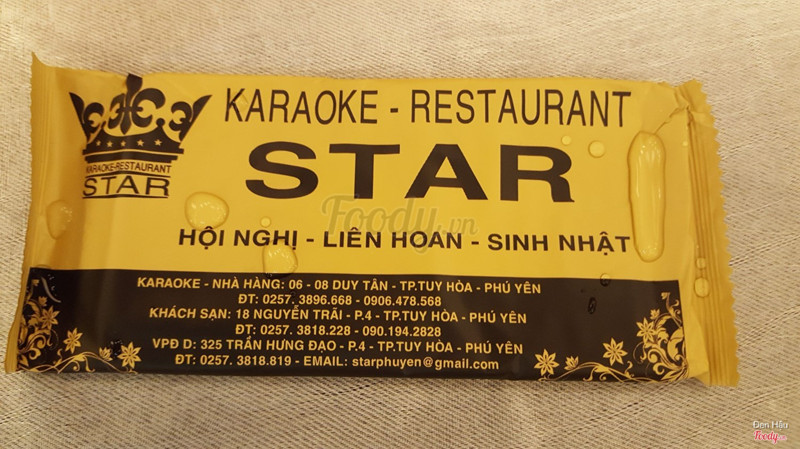 KARAOKE - RESTAURANT
KARAOKE-RESTAURANT
STAR
STAR
Foody.vn
HỘI NGHỊ - LIÊN HOAN - SINH NHẬT
KARAOKE - NHÀ HÀNG: 06 - 08 DUY TÂN - TP.TUY HÒA - PHÚ YÊN
ĐT: 0257. 3896.668 - 0906.478.568
KHÁCH SẠN: 18 NGUYỄN TRÃI - P.4 - TP.TUY HÒA - PHÚ YÊN
ĐT: 0257. 3818.228 - 090.194.2828
VPĐ D: 325 TRẦN HƯNG ĐẠO - P.4 - TP.TUY HÒA - PHÚ YÊN
ĐT: 0257. 3818.819 - EMAIL: starphuyen@gmail.com
Đen Hậu
Foody.vn